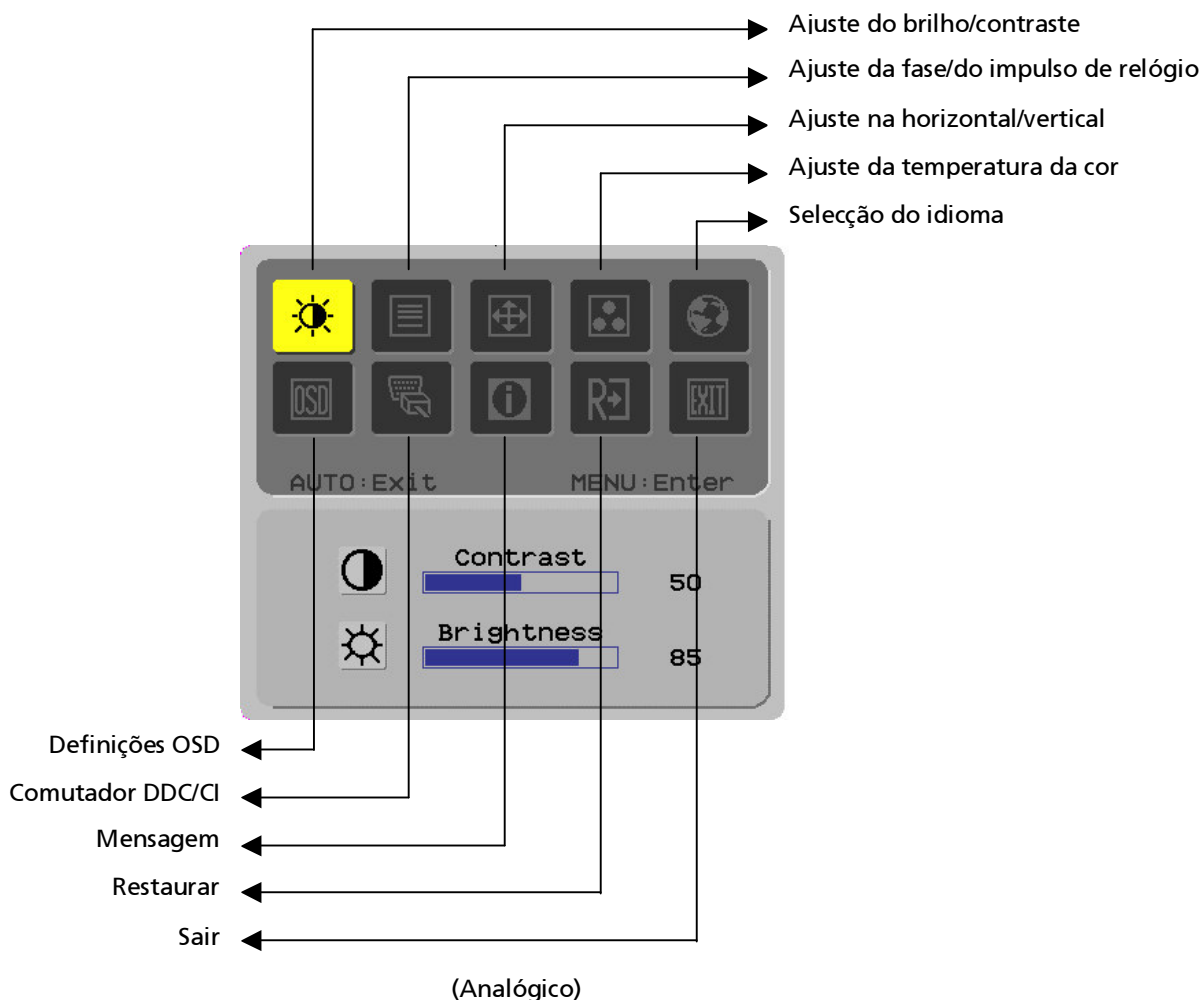 Ajuste do brilho/contraste
Ajuste da fase/do impulso de relógio
Ajuste na horizontal/vertical
Ajuste da temperatura da cor
Selecção do idioma
OSD
EXIT
AUTO:Exit MENU:Enter
Contrast
50
Brightness
85
Definições OSD
Comutador DDC/CI
Mensagem
Restaurar
Sair
(Analógico)